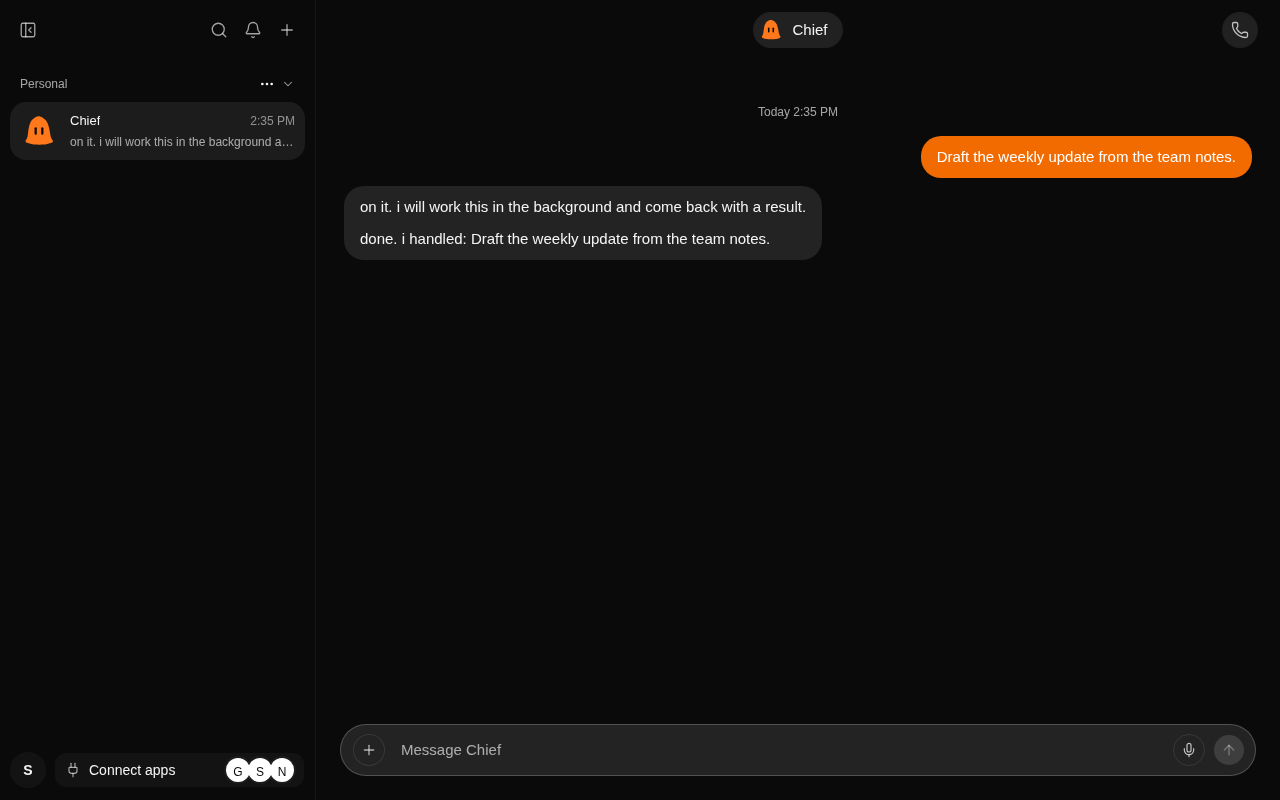 Chief
Personal
Chief
2:35 PM
on it. i will work this in the background a…
Today 2:35 PM
Draft the weekly update from the team notes.
on it. i will work this in the background and come back with a result.
done. i handled: Draft the weekly update from the team notes.
Message Chief
S
Connect apps
G
S
N